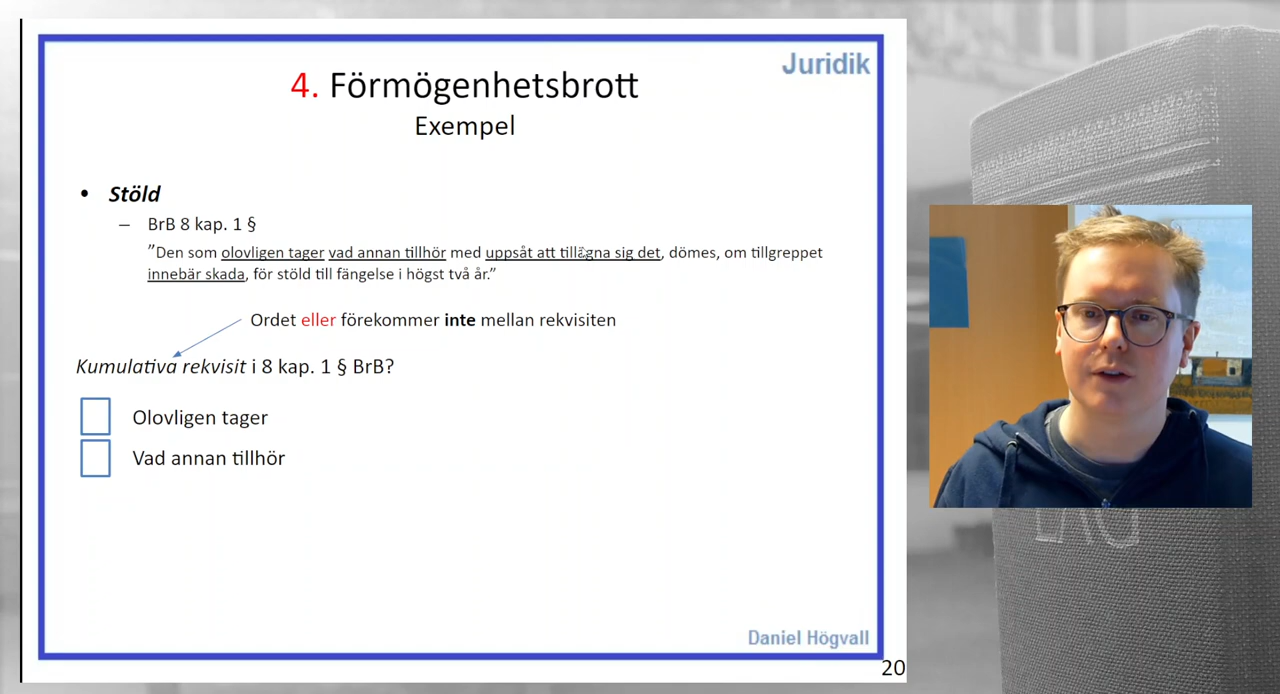 Juridik
4. Förmögenhetsbrott
Exempel
• Stöld
– BrB 8 kap. 1 §
”Den som olovligen tager vad annan tillhör med uppsåt att tillägna sig det, dömes, om tillgreppet
innebär skada, för stöld till fängelse i högst två år.”
Ordet eller förekommer inte mellan rekvisiten
Kumulativa rekvisit i 8 kap. 1 § BrB?
Olovligen tager
Vad annan tillhör
Daniel Högvall
20